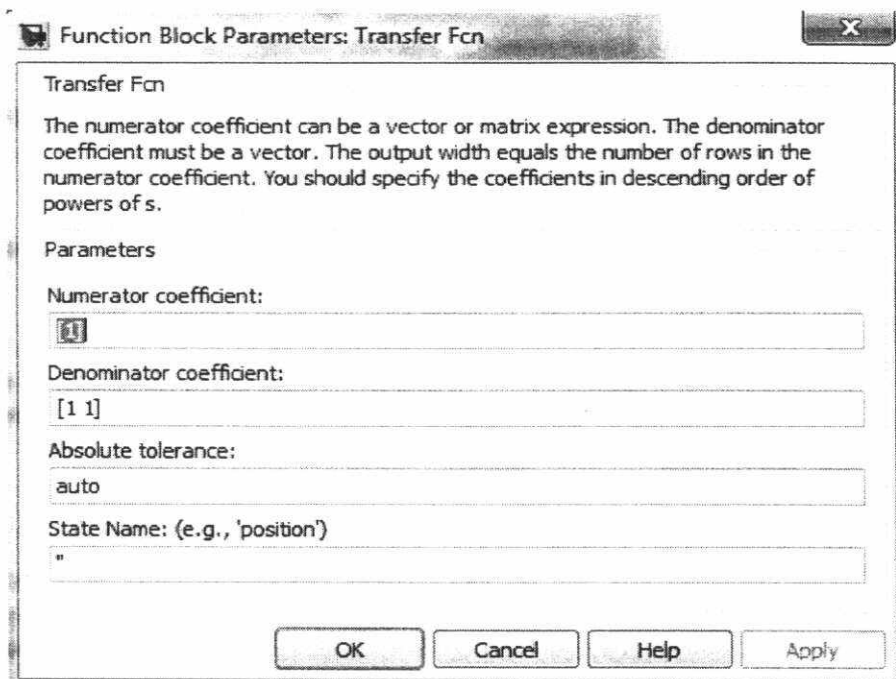 Function Block Parameters: Transfer Fcn
Transfer Fcn
The numerator coefficient can be a vector or matrix expression. The denominator
coefficient must be a vector. The output width equals the number of rows in the
numerator coefficient. You should specify the coefficients in descending order of
powers of s.
Parameters
Numerator coefficient:
[1]
Denominator coefficient:
[1 1]
Absolute tolerance:
auto
State Name: (e.g., 'position')
''
OK Cancel Help Apply